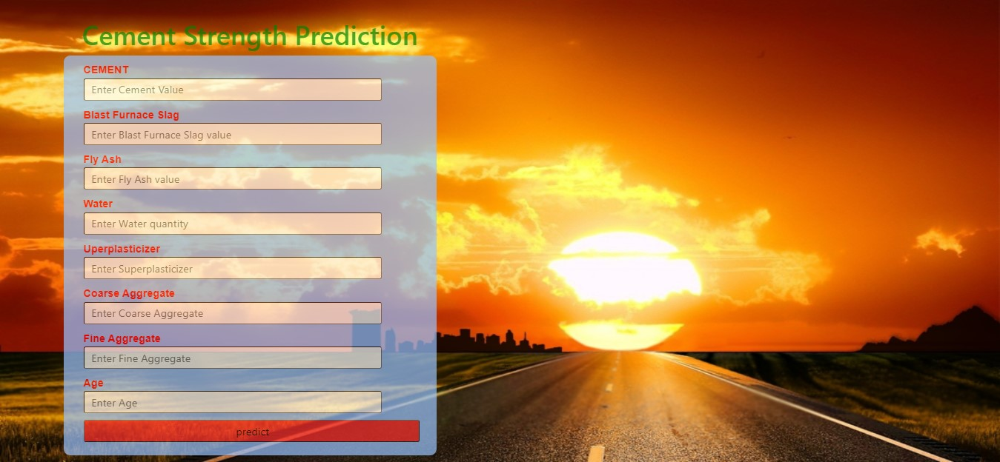 Cement Strength Prediction
CEMENT
Enter Cement Value
Blast Furnace Slag
Enter Blast Furnace Slag value
Fly Ash
Enter Fly Ash value
Water
Enter Water quantity
Uperplasticizer
Enter Superplasticizer
Coarse Aggregate
Enter Coarse Aggregate
Fine Aggregate
Enter Fine Aggregate
Age
Enter Age
predict